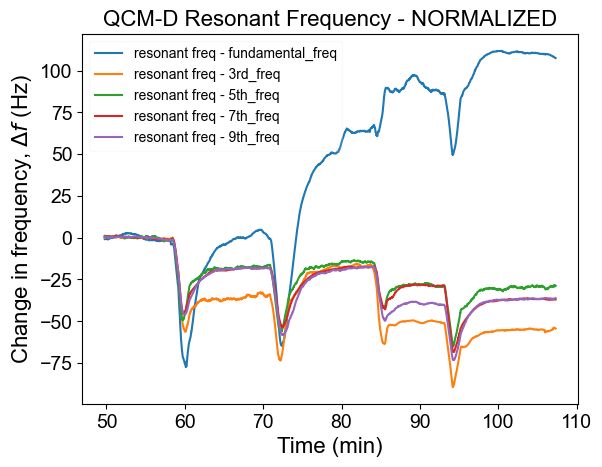 QCM-D Resonant Frequency - NORMALIZED
resonant freq - fundamental_freq
resonant freq - 3rd_freq
resonant freq - 5th_freq
resonant freq - 7th_freq
resonant freq - 9th_freq
Change in frequency, Δf (Hz)
100
75
50
25
0
−25
−50
−75
50 60 70 80 90 100 110
Time (min)